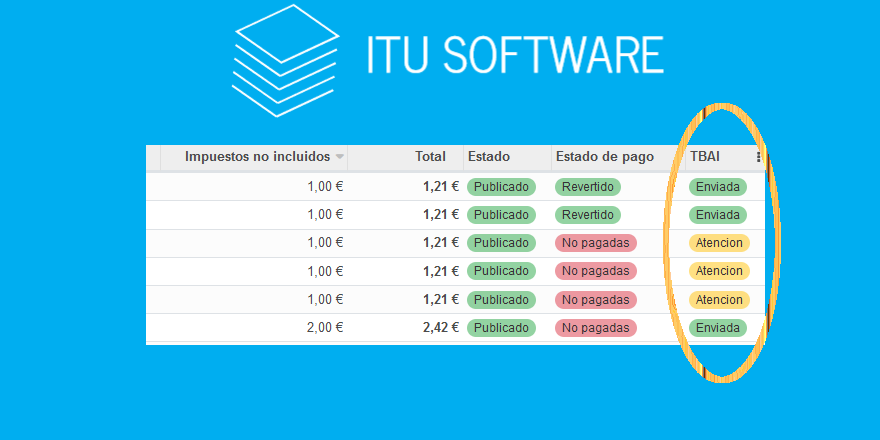 ITU SOFTWARE
Impuestos no incluidos Total Estado Estado de pago TBAI
1,00 € 1,21 € Publicado Revertido Enviada
1,00 € 1,21 € Publicado Revertido Enviada
1,00 € 1,21 € Publicado No pagadas Atencion
1,00 € 1,21 € Publicado No pagadas Atencion
1,00 € 1,21 € Publicado No pagadas Atencion
2,00 € 2,42 € Publicado No pagadas Enviada